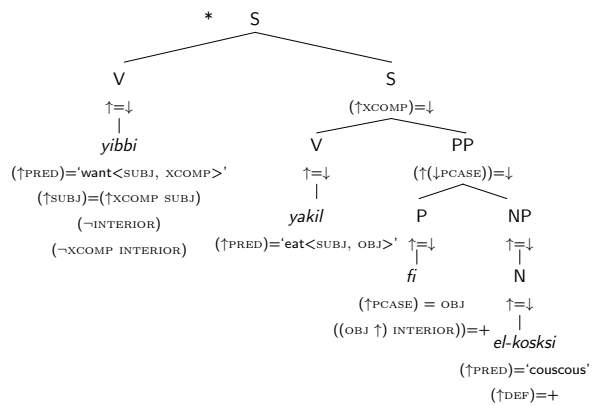 * S
V S
↑=↓ (↑XCOMP)=↓
yibbi V PP
(↑PRED)=‘want<SUBJ, XCOMP>’ ↑=↓ (↑(↓PCASE))=↓
(↑SUBJ)=(↑XCOMP SUBJ) yakil P NP
(¬INTERIOR) (↑PRED)=‘eat<SUBJ, OBJ>’ ↑=↓ ↑=↓
(¬XCOMP INTERIOR) fi N
(↑PCASE) = OBJ ↑=↓
((OBJ ↑) INTERIOR))=+ el-kosksi
(↑PRED)=‘couscous’
(↑DEF)=+